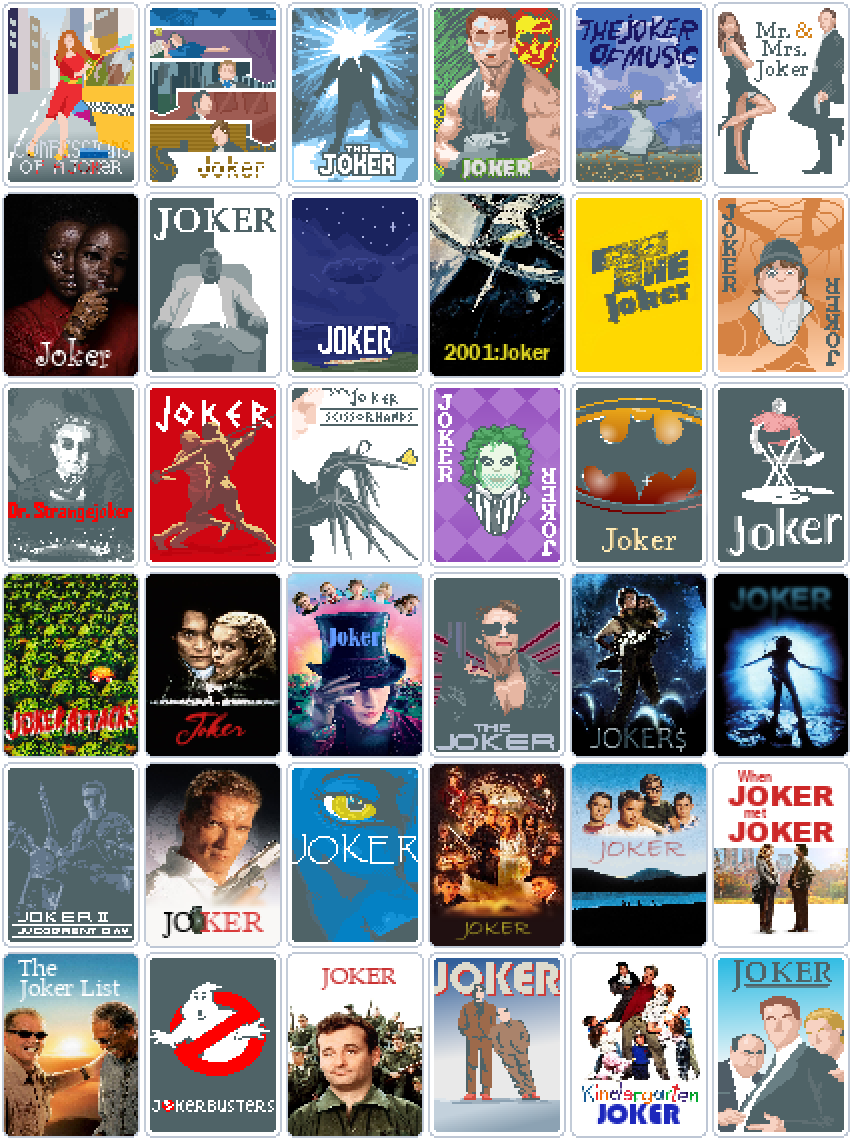 CONFESSIONS
OF A JOKER
Joker
THE
JOKER
JOKER
THE JOKER
OF MUSIC
Mr. &
Mrs.
Joker
Joker
JOKER
JOKER
2001:Joker
THE
Joker
JOKER
JOKER
Dr. Strangejoker
JOKER
JOKER
SCISSORHANDS
JOKER
JOKER
Joker
Joker
JOKER ATTACKS
Joker
Joker
THE
JOKER
JOKER$
JOKER
JOKER II
JUDGMENT DAY
JOKER
JOKER
JOKER
JOKER
When
JOKER
met
JOKER
The
Joker List
JOKERBUSTERS
JOKER
JOKER
Kindergarten
JOKER
JOKER